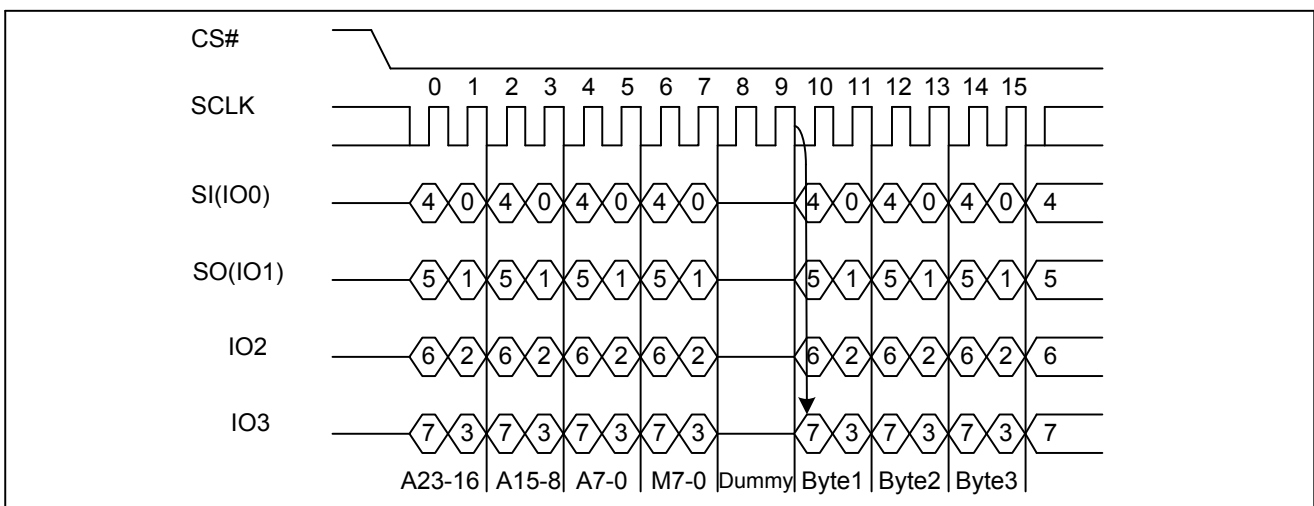 CS#
0 1 2 3 4 5 6 7 8 9 10 11 12 13 14 15
SCLK
SI(IO0) 4 0 4 0 4 0 4 0 4 0 4 0 4 0 4
SO(IO1) 5 1 5 1 5 1 5 1 5 1 5 1 5 1 5
IO2 6 2 6 2 6 2 6 2 6 2 6 2 6 2 6
IO3 7 3 7 3 7 3 7 3 7 3 7 3 7 3 7
A23-16 A15-8 A7-0 M7-0 Dummy Byte1 Byte2 Byte3